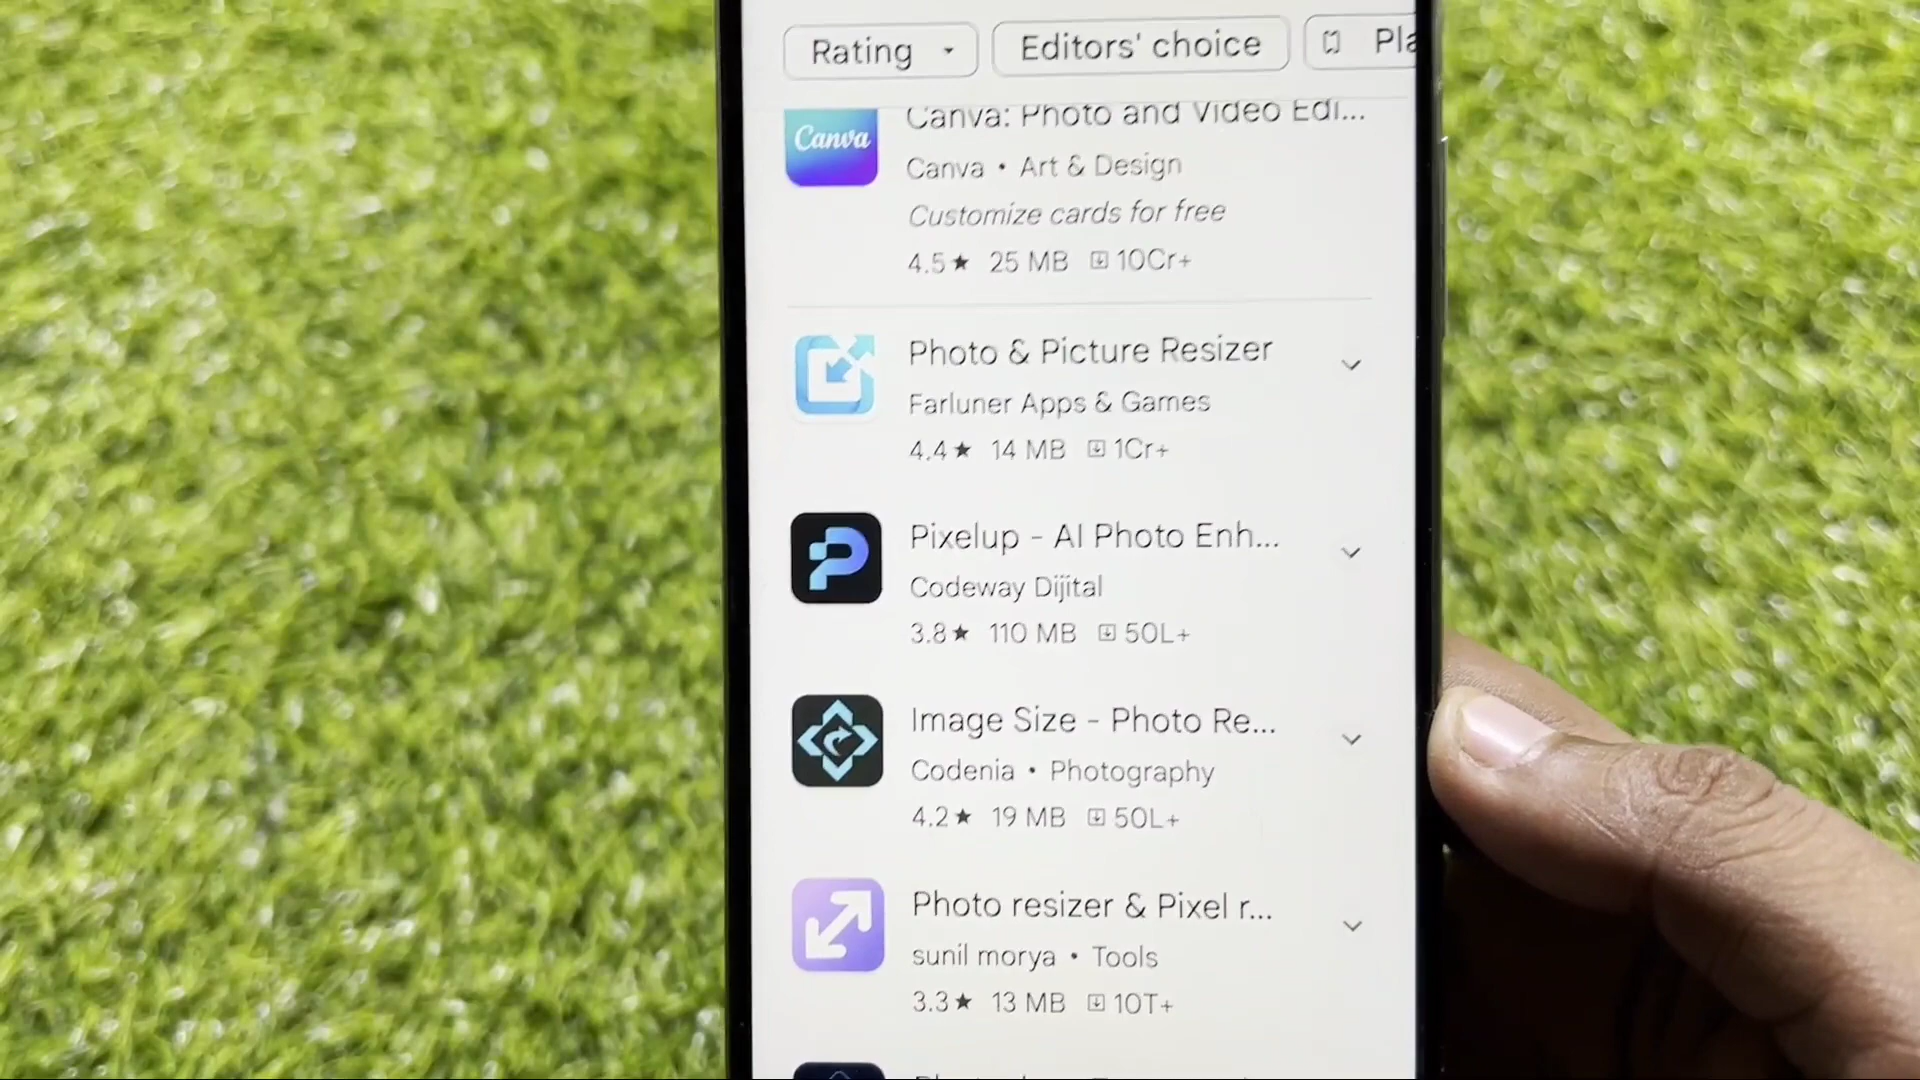 Rating
Editors' choice
Pla
Canva
Canva: Photo and Video Edi...
Canva • Art & Design
Customize cards for free
4.5★ 25 MB 10Cr+
Photo & Picture Resizer
Farluner Apps & Games
4.4★ 14 MB 1Cr+
Pixelup - AI Photo Enh...
Codeway Dijital
3.8★ 110 MB 50L+
Image Size - Photo Re...
Codenia • Photography
4.2★ 19 MB 50L+
Photo resizer & Pixel r...
sunil morya • Tools
3.3★ 13 MB 10T+